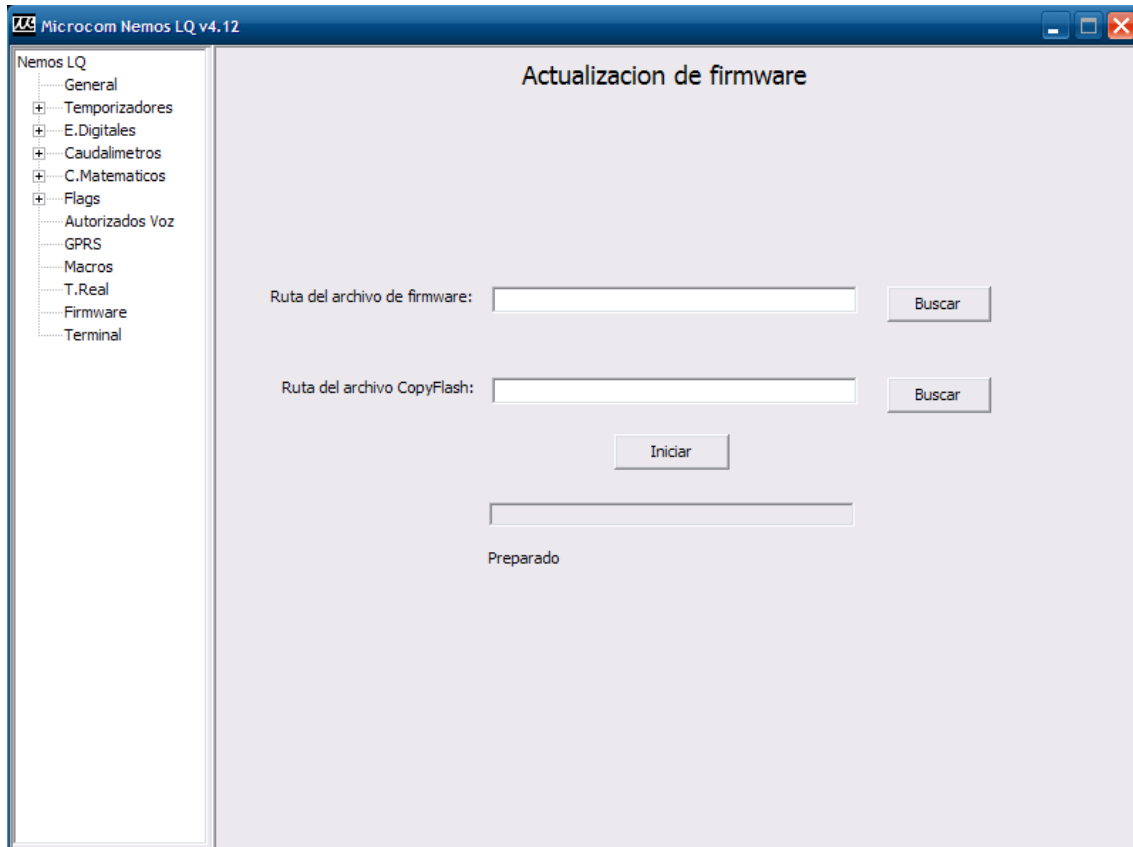 Microcom Nemos LQ v4.12
Nemos LQ
General
Temporizadores
E.Digitales
Caudalimetros
C.Matematicos
Flags
Autorizados Voz
GPRS
Macros
T.Real
Firmware
Terminal
Actualizacion de firmware
Ruta del archivo de firmware:
Buscar
Ruta del archivo CopyFlash:
Buscar
Iniciar
Preparado